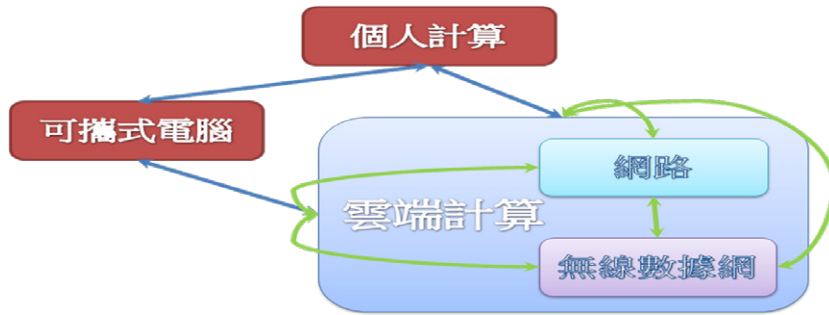 個人計算
可攜式電腦
網路
雲端計算
無線數據網